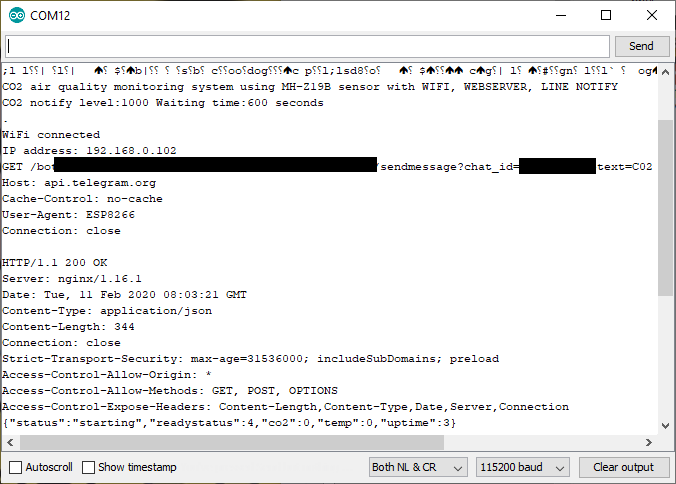 COM12
Send
CO2 air quality monitoring system using MH-Z19B sensor with WIFI, WEBSERVER, LINE NOTIFY
CO2 notify level:1000 Waiting time:600 seconds
.
WiFi connected
IP address: 192.168.0.102
GET /bot /sendmessage?chat_id= text=CO2
Host: api.telegram.org
Cache-Control: no-cache
User-Agent: ESP8266
Connection: close
HTTP/1.1 200 OK
Server: nginx/1.16.1
Date: Tue, 11 Feb 2020 08:03:21 GMT
Content-Type: application/json
Content-Length: 344
Connection: close
Strict-Transport-Security: max-age=31536000; includeSubDomains; preload
Access-Control-Allow-Origin: *
Access-Control-Allow-Methods: GET, POST, OPTIONS
Access-Control-Expose-Headers: Content-Length,Content-Type,Date,Server,Connection
{"status":"starting","readystatus":4,"co2":0,"temp":0,"uptime":3}
Autoscroll Show timestamp Both NL & CR 115200 baud Clear output